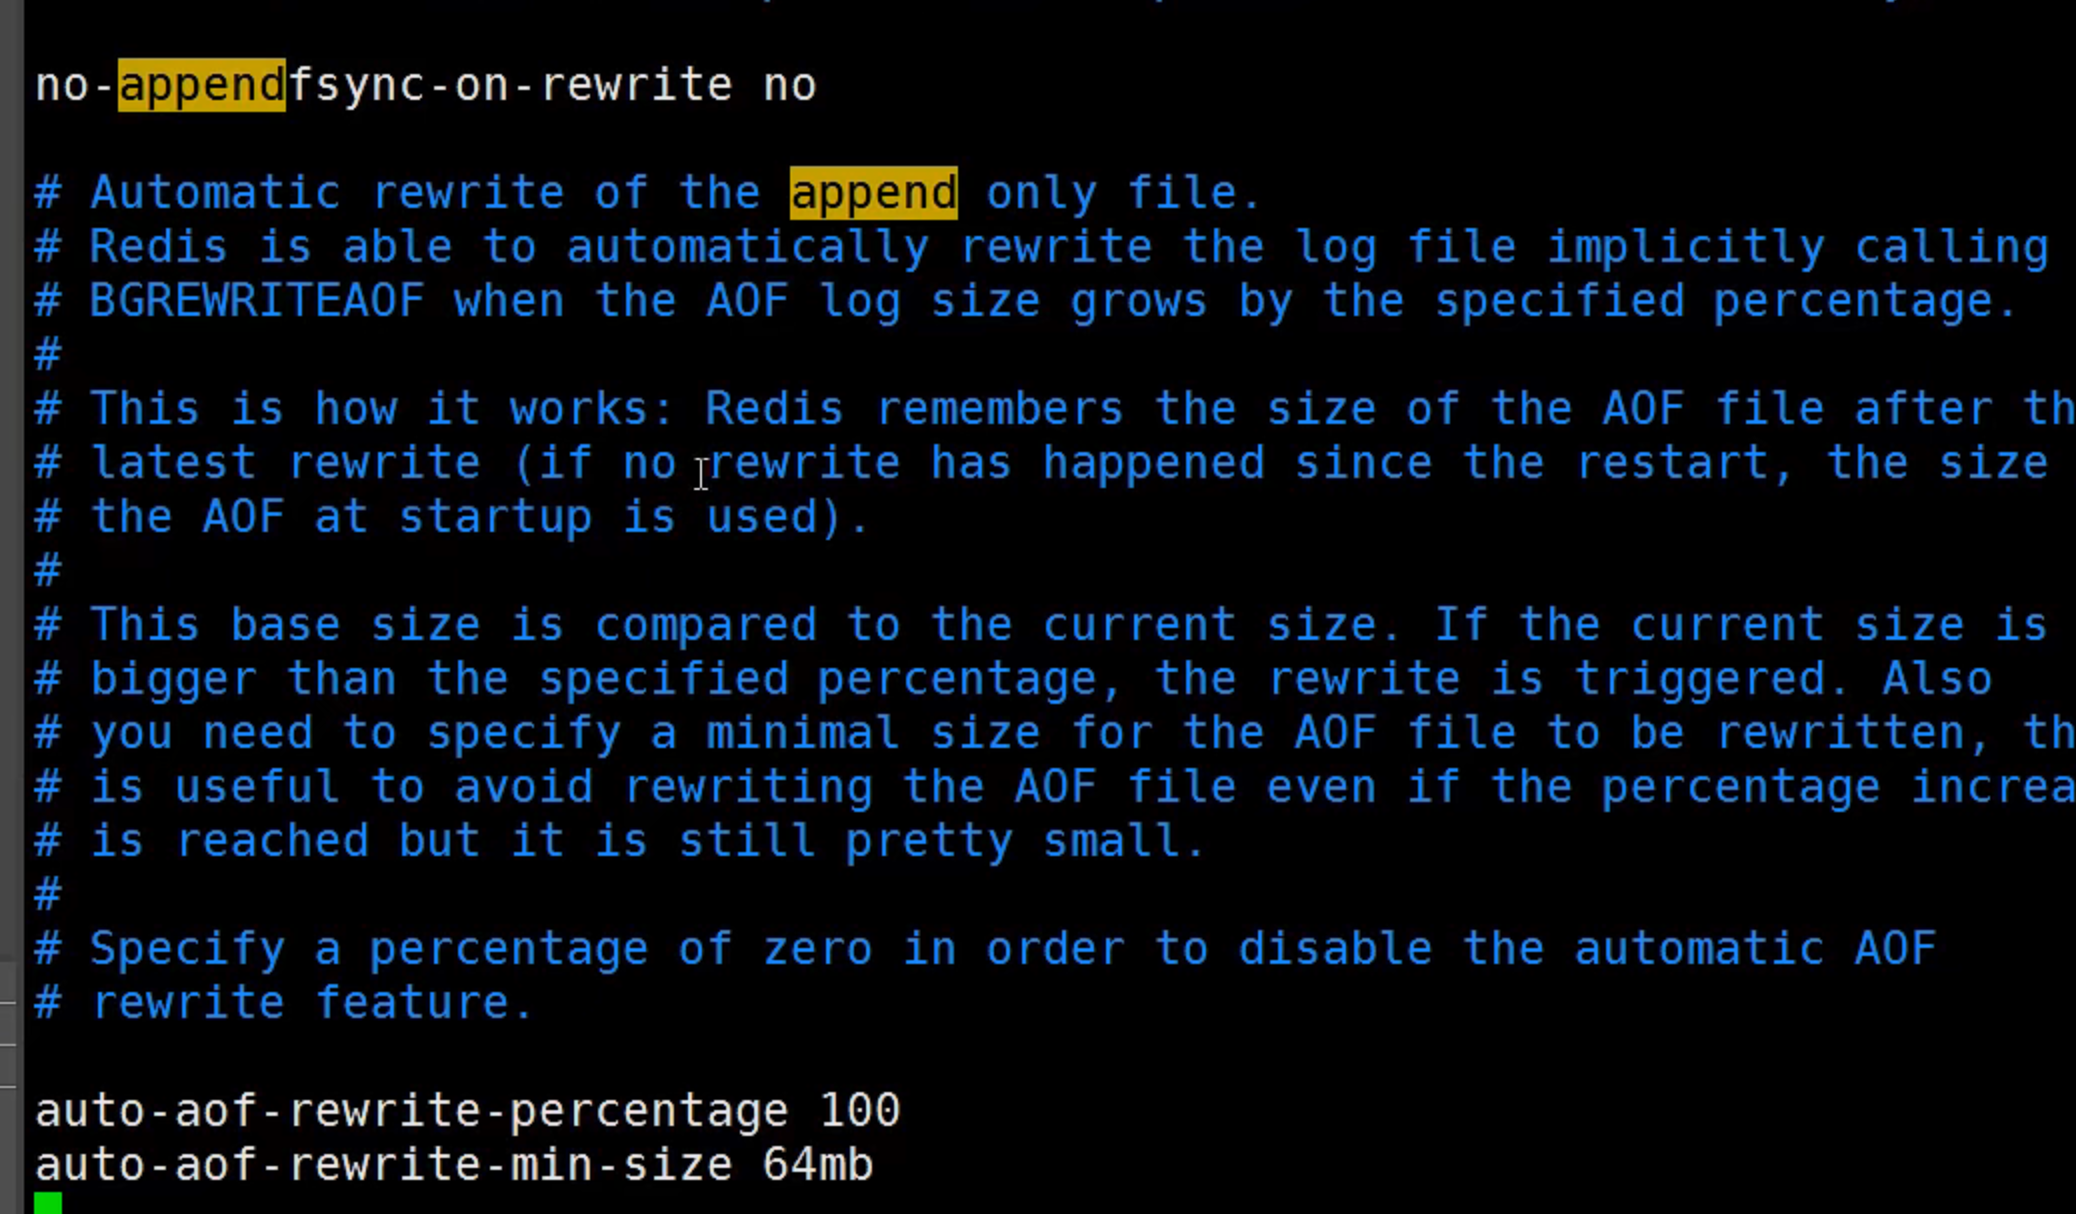 no-appendfsync-on-rewrite no
# Automatic rewrite of the append only file.
# Redis is able to automatically rewrite the log file implicitly calling
# BGREWRITEAOF when the AOF log size grows by the specified percentage.
#
# This is how it works: Redis remembers the size of the AOF file after th
# latest rewrite (if no rewrite has happened since the restart, the size
# the AOF at startup is used).
#
# This base size is compared to the current size. If the current size is
# bigger than the specified percentage, the rewrite is triggered. Also
# you need to specify a minimal size for the AOF file to be rewritten, th
# is useful to avoid rewriting the AOF file even if the percentage increa
# is reached but it is still pretty small.
#
# Specify a percentage of zero in order to disable the automatic AOF
# rewrite feature.
auto-aof-rewrite-percentage 100
auto-aof-rewrite-min-size 64mb